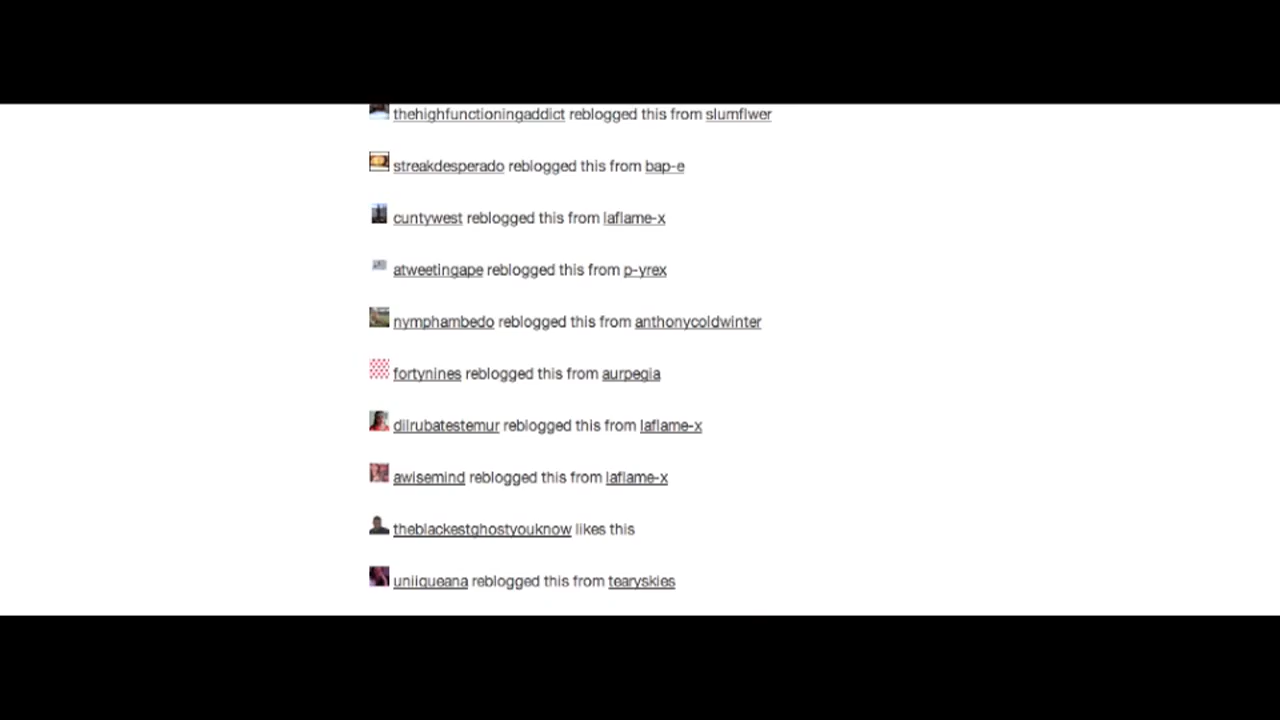 thehighfunctioningaddict reblogged this from slumflwer
streakdesperado reblogged this from bap-e
cuntywest reblogged this from laflame-x
atweetingape reblogged this from p-yrex
nymphambedo reblogged this from anthonycoldwinter
fortynines reblogged this from aurpegia
dilrubatestemur reblogged this from laflame-x
awisemind reblogged this from laflame-x
theblackestghostyouknow likes this
uniiqueana reblogged this from tearyskies